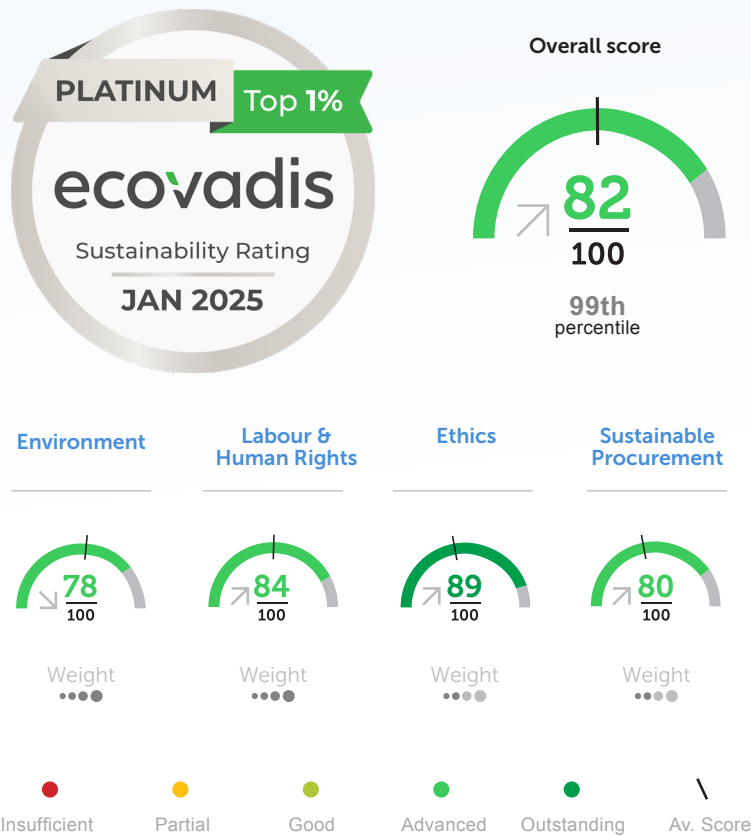 PLATINUM
Top 1%
ecovadis
Sustainability Rating
JAN 2025
Overall score
82
100
99th
percentile
Environment
78
100
Weight
Labour &
Human Rights
84
100
Weight
Ethics
89
100
Weight
Sustainable
Procurement
80
100
Weight
Insufficient
Partial
Good
Advanced
Outstanding
Av. Score